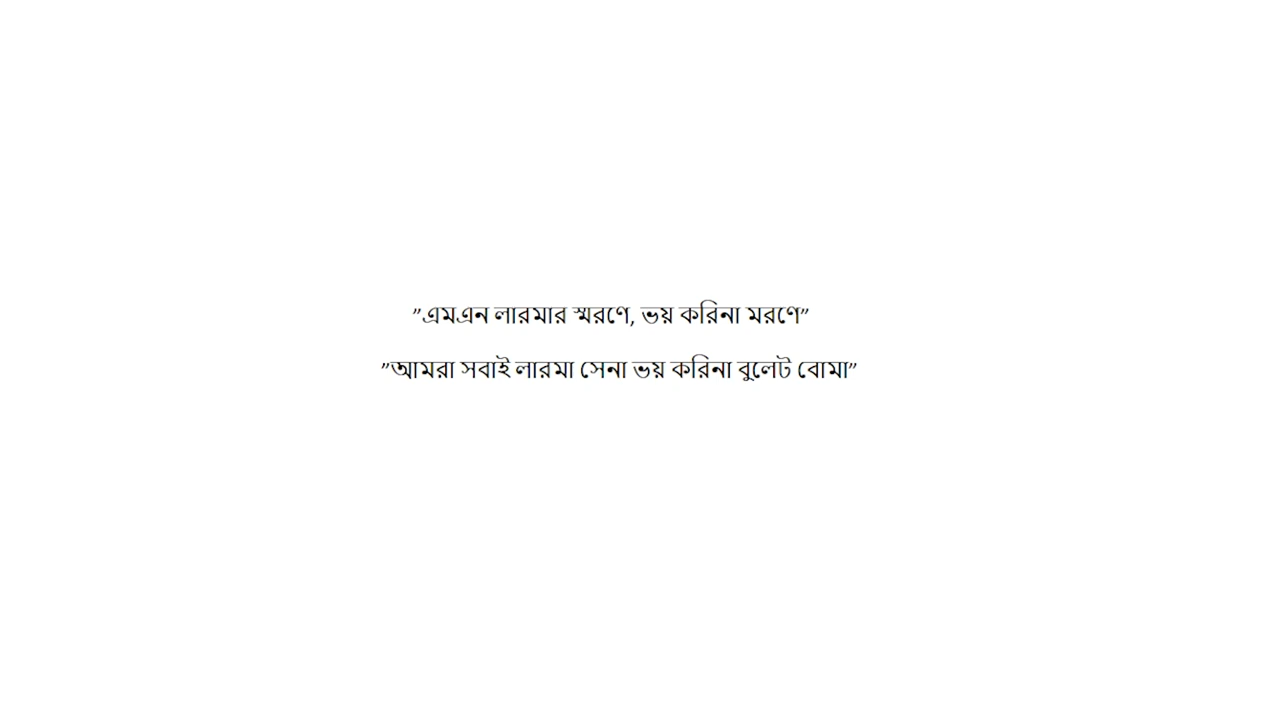 ”এমএন লারমার স্মরণে, ভয় করিনা মরণে”
”আমরা সবাই লারমা সেনা ভয় করিনা বুলেট বোমা”